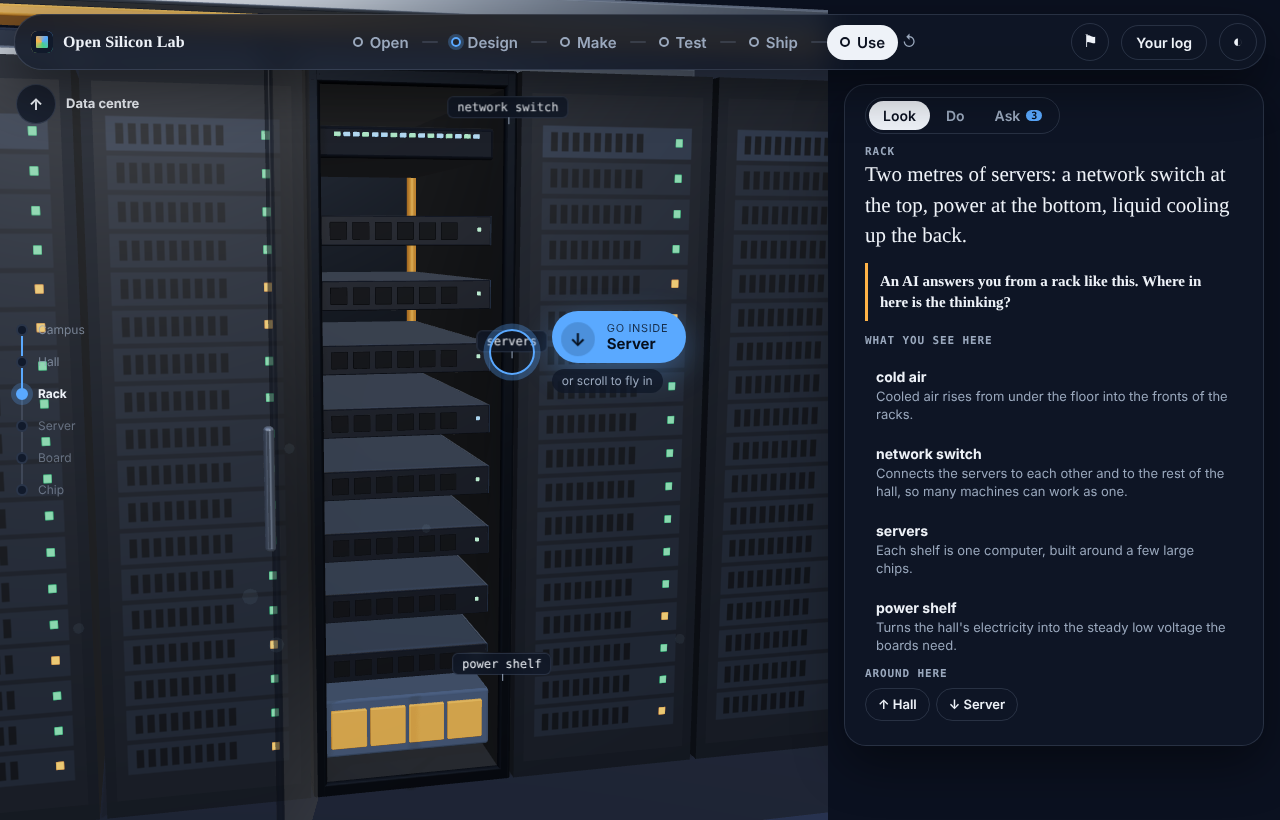 Open Silicon Lab
Open
Design
Make
Test
Ship
Use
Your log
Data centre
network switch
Campus
Hall
Rack
Server
Board
Chip
servers
GO INSIDE
Server
or scroll to fly in
power shelf
Look
Do
Ask 3
RACK
Two metres of servers: a network switch at
the top, power at the bottom, liquid cooling
up the back.
An AI answers you from a rack like this. Where in
here is the thinking?
WHAT YOU SEE HERE
cold air
Cooled air rises from under the floor into the fronts of the
racks.
network switch
Connects the servers to each other and to the rest of the
hall, so many machines can work as one.
servers
Each shelf is one computer, built around a few large
chips.
power shelf
Turns the hall's electricity into the steady low voltage the
boards need.
AROUND HERE
↑ Hall
↓ Server